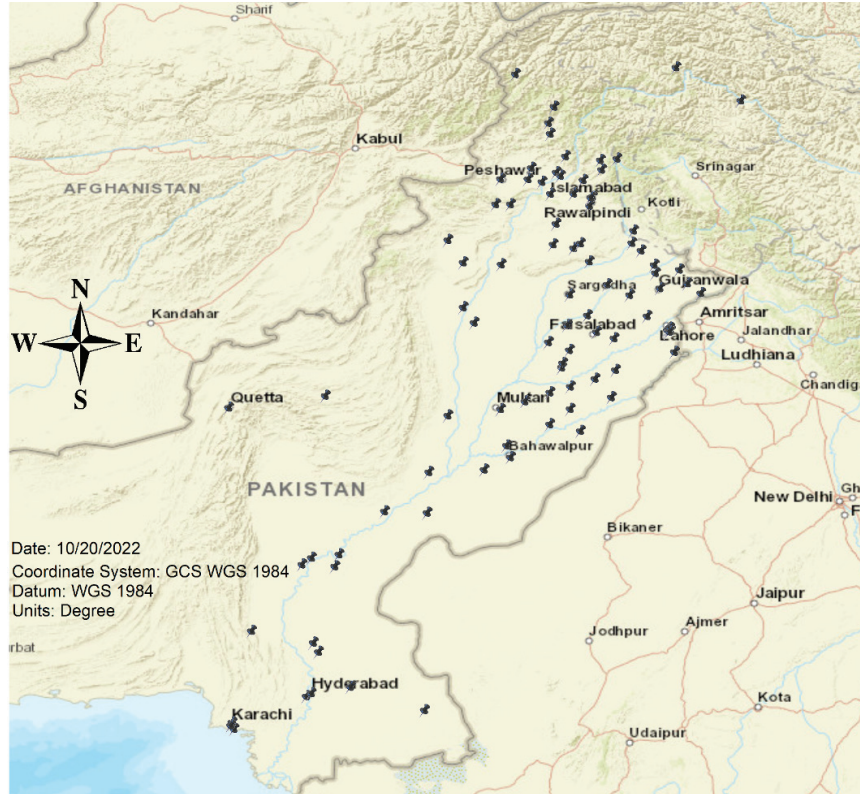 Sharif
Kabul
Peshawar
Srinagar
AFGHANISTAN
Islamabad
Kotli
Rawalpindi
N
Sargodha
Gujranwala
Kandahar
Faisalabad
Amritsar
W
E
Lahore
Jalandhar
Ludhiana
S
Chandiga
Quetta
Multan
Bahawalpur
PAKISTAN
Gh
New Delhi
F
Bikaner
Date: 10/20/2022
Coordinate System: GCS WGS 1984
Datum: WGS 1984
Units: Degree
Jaipur
Jodhpur
Ajmer
rbat
Hyderabad
Karachi
Kota
Udaipur